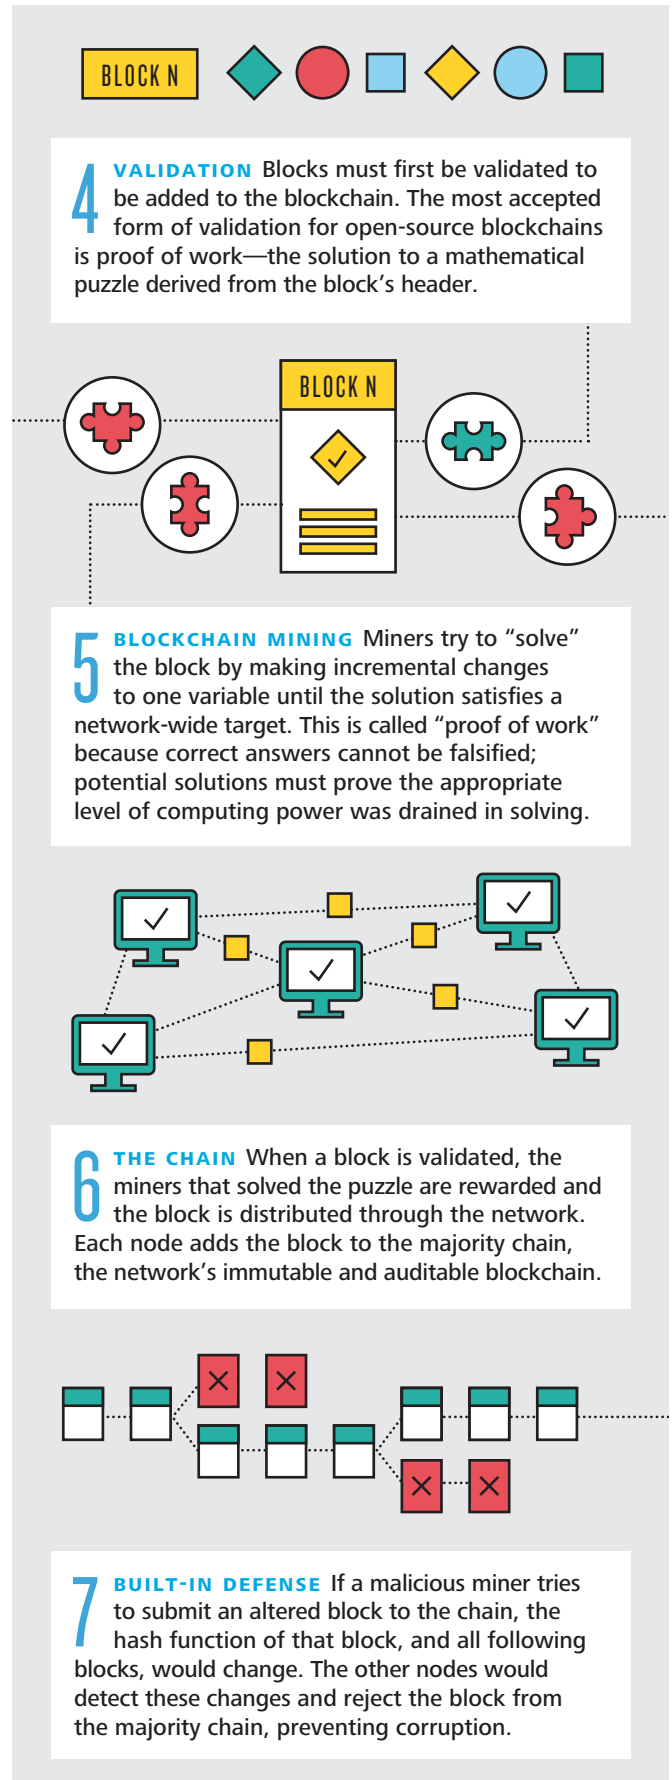 BLOCK N
4 VALIDATION Blocks must first be validated to
be added to the blockchain. The most accepted
form of validation for open-source blockchains
is proof of work—the solution to a mathematical
puzzle derived from the block’s header.
BLOCK N
5 BLOCKCHAIN MINING Miners try to “solve”
the block by making incremental changes
to one variable until the solution satisfies a
network-wide target. This is called “proof of work”
because correct answers cannot be falsified;
potential solutions must prove the appropriate
level of computing power was drained in solving.
6 THE CHAIN When a block is validated, the
miners that solved the puzzle are rewarded and
the block is distributed through the network.
Each node adds the block to the majority chain,
the network’s immutable and auditable blockchain.
7 BUILT-IN DEFENSE If a malicious miner tries
to submit an altered block to the chain, the
hash function of that block, and all following
blocks, would change. The other nodes would
detect these changes and reject the block from
the majority chain, preventing corruption.